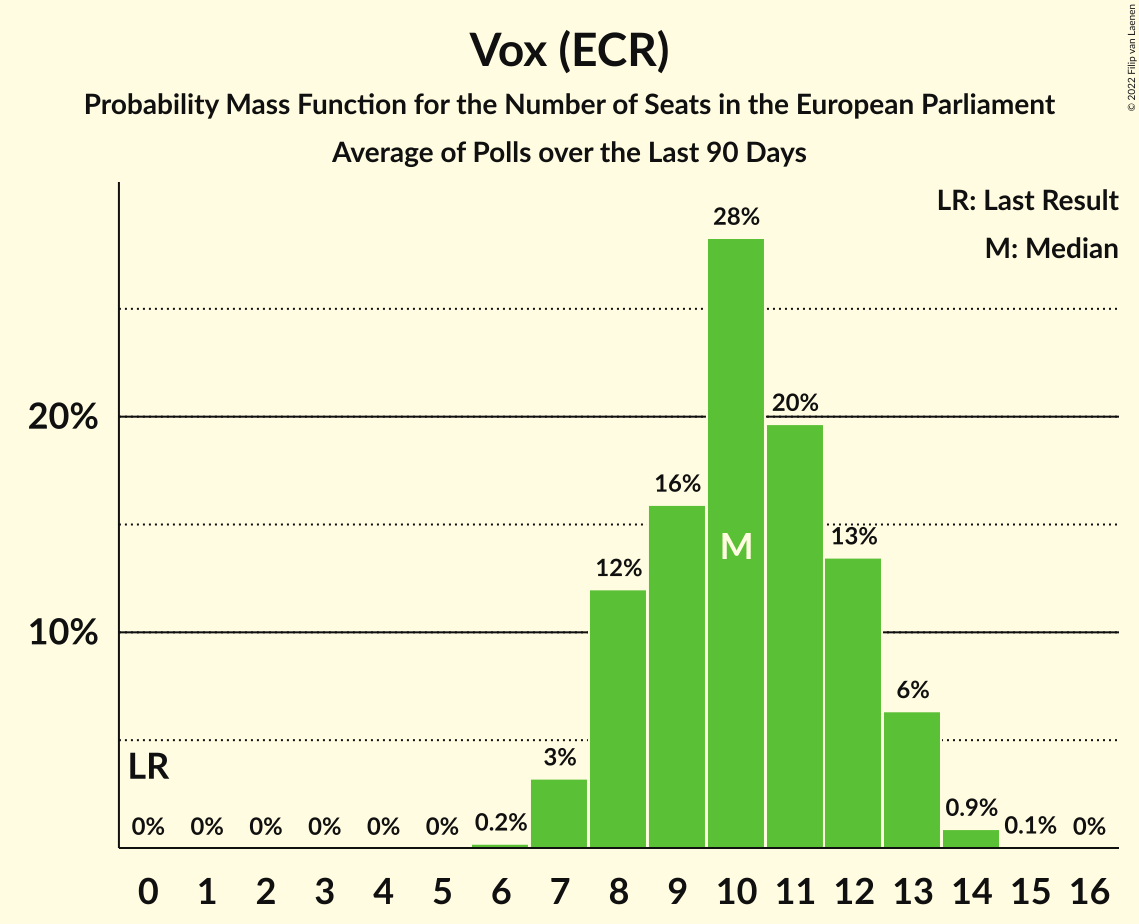 Vox (ECR)
Probability Mass Function for the Number of Seats in the European Parliament
Average of Polls over the Last 90 Days
© 2022 Filip van Laenen
LR: Last Result
M: Median
28%
20%
20%
16%
M
13%
12%
10%
6%
LR
3%
0% 0% 0% 0% 0% 0% 0.2% 0.9% 0.1% 0%
0 1 2 3 4 5 6 7 8 9 10 11 12 13 14 15 16